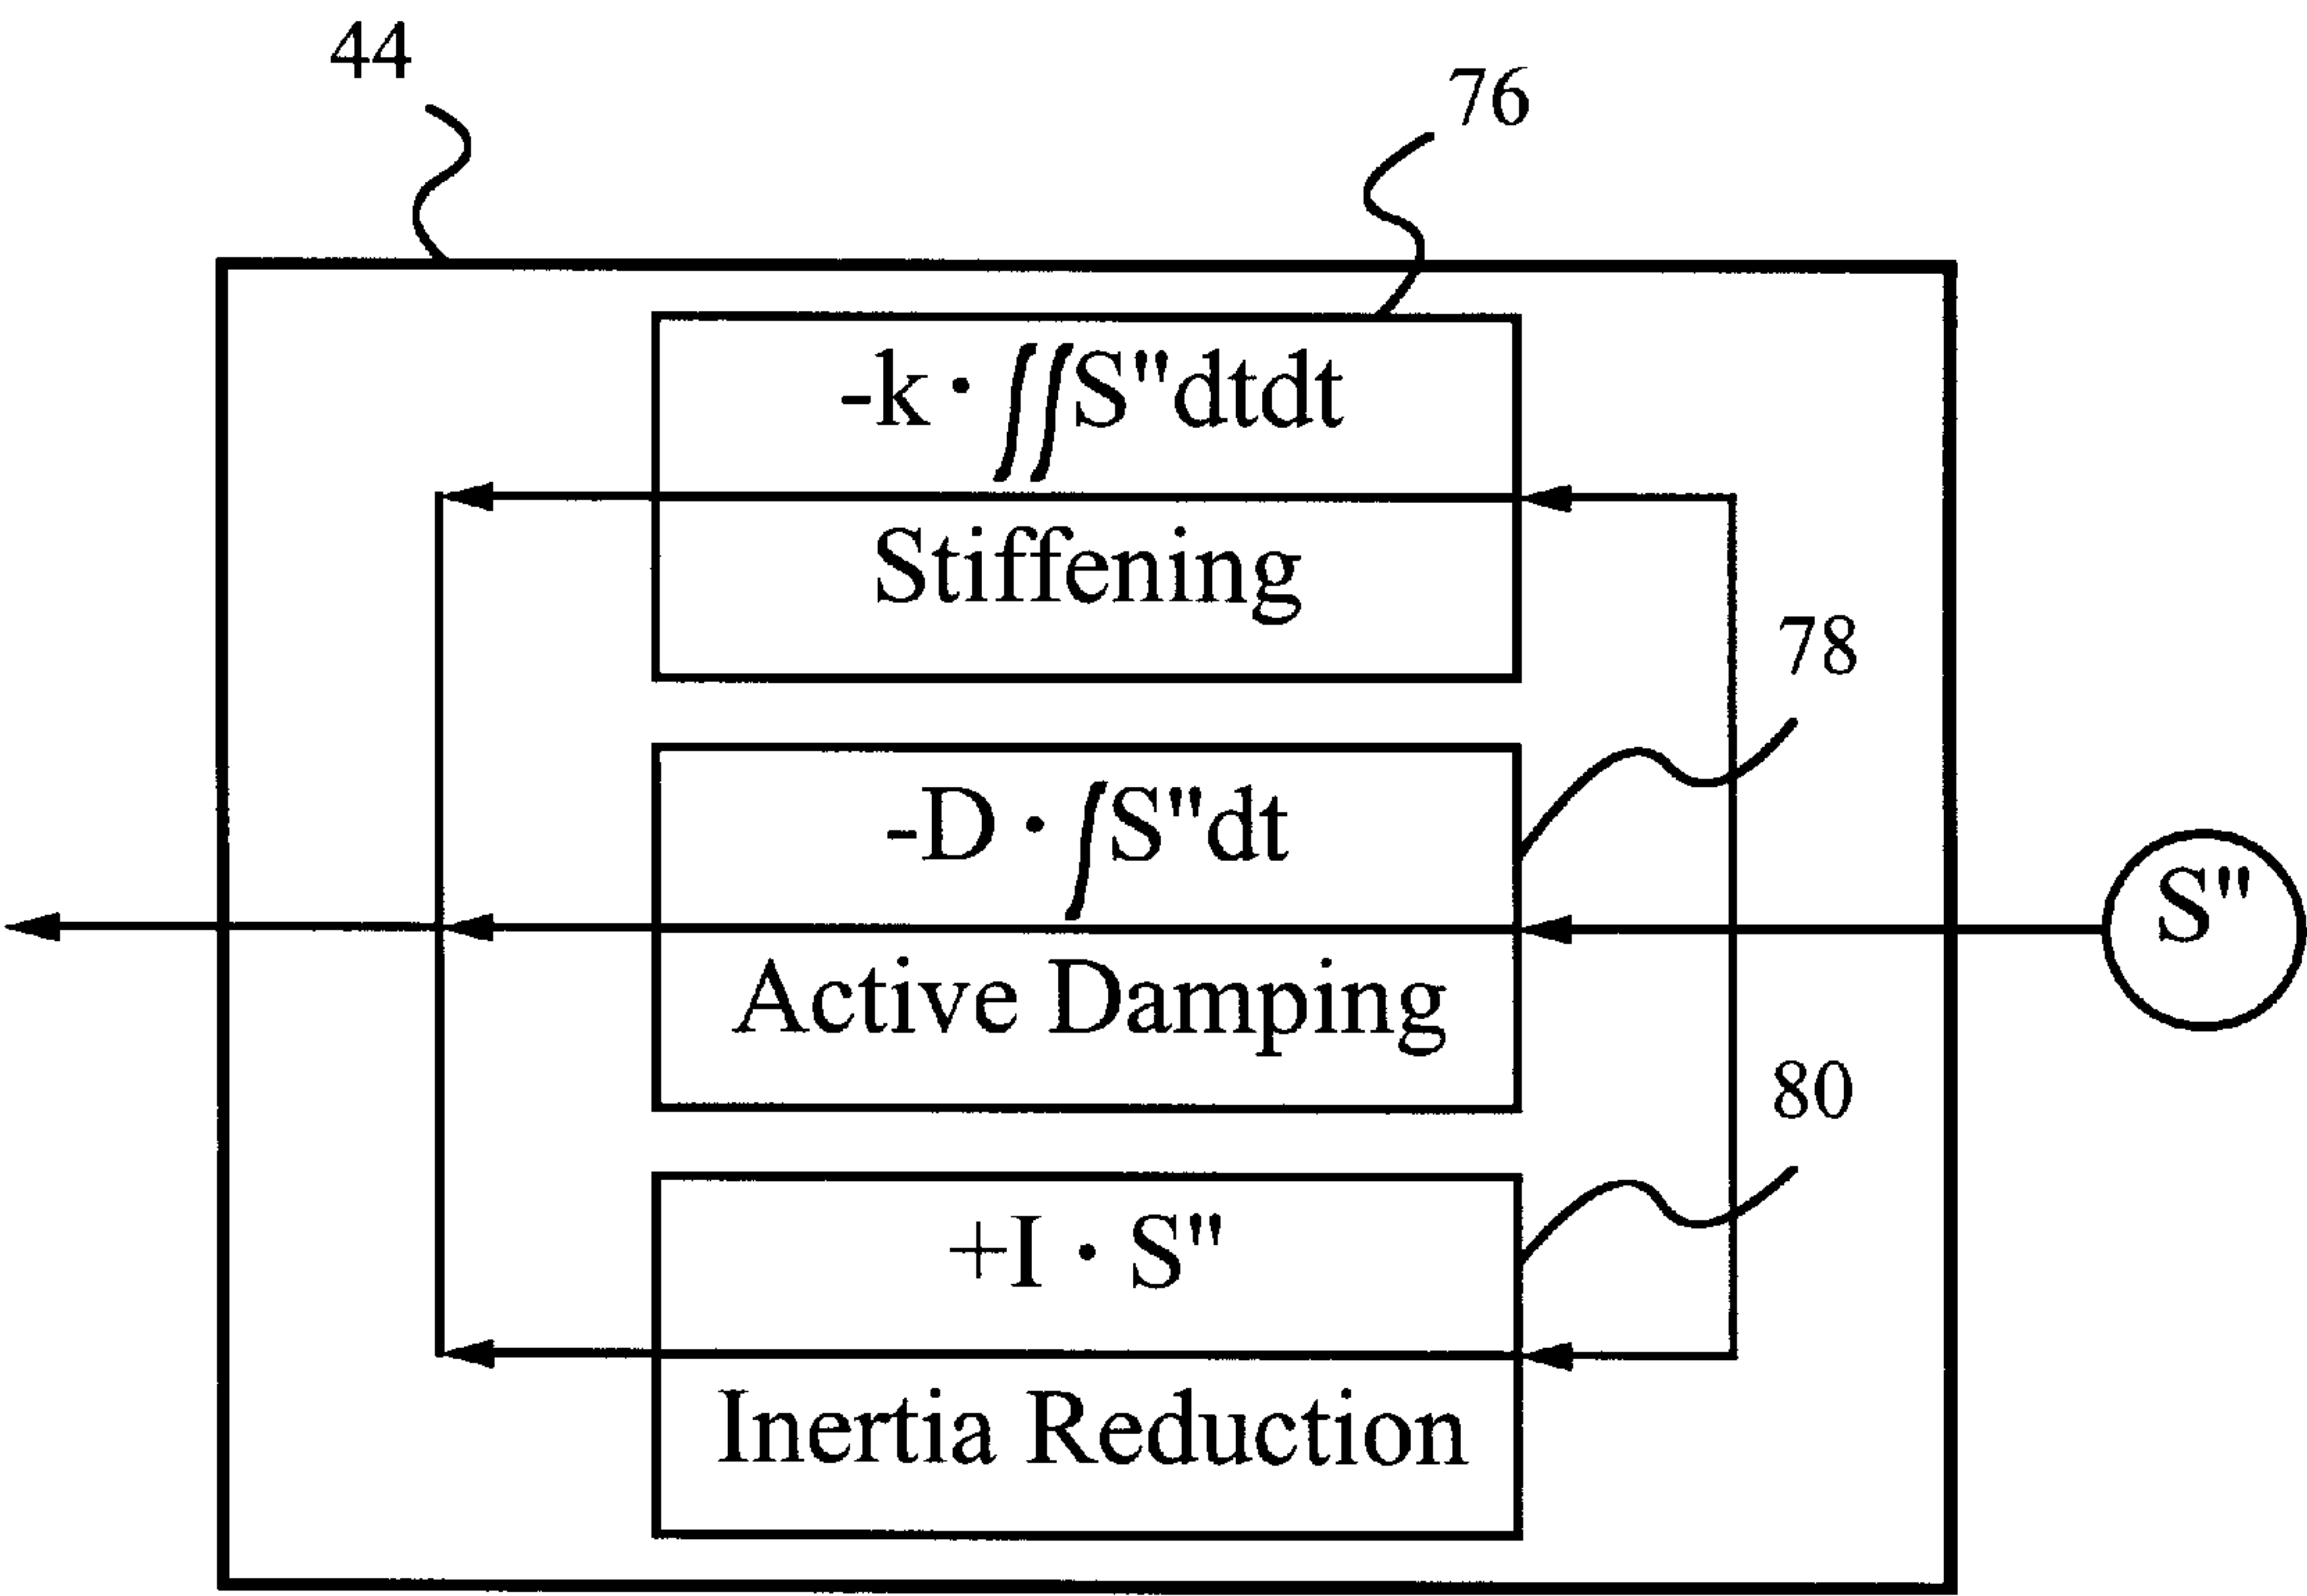 44
76
-k · ∫∫S"dtdt
Stiffening
78
-D · ∫S"dt
S"
Active Damping
80
+I · S"
Inertia Reduction